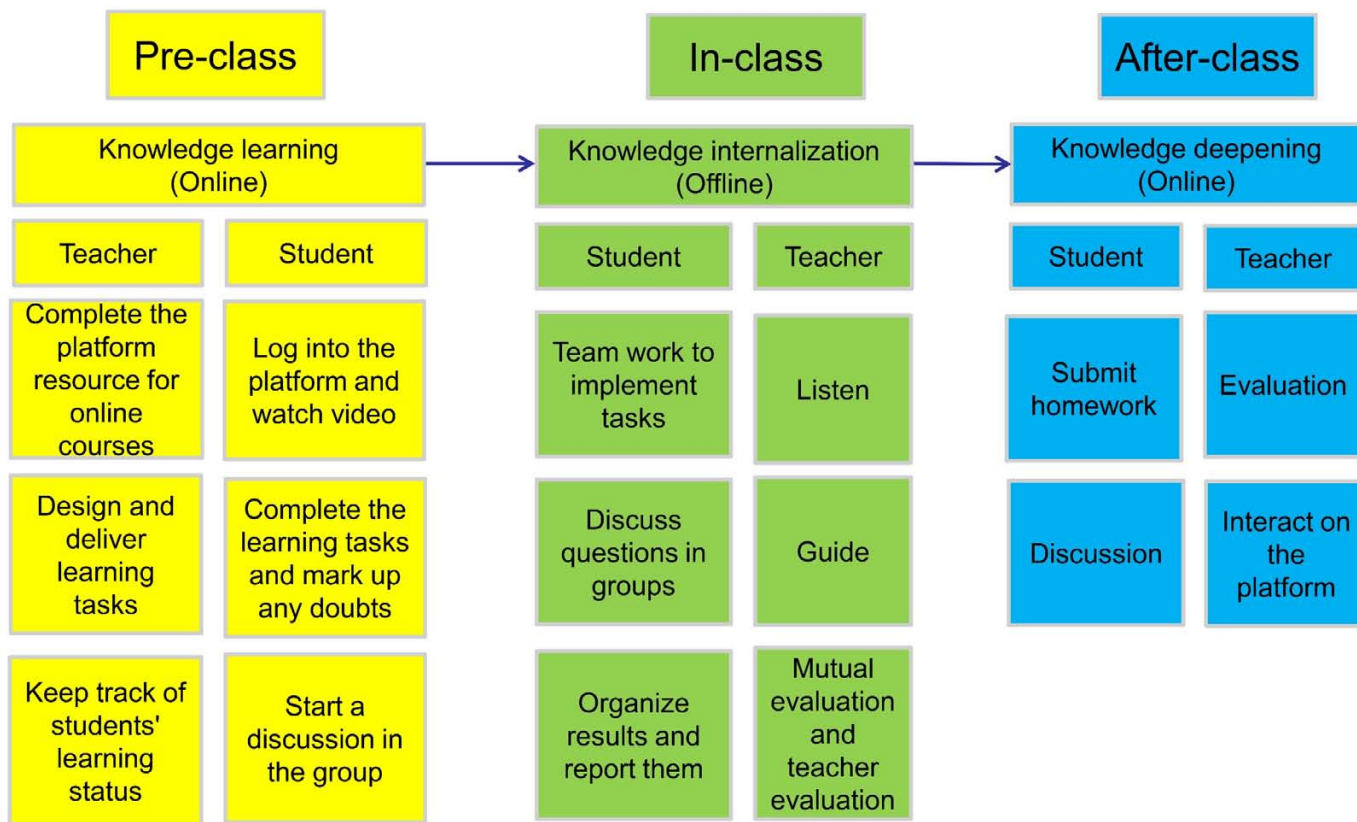 Pre-class
In-class
After-class
Knowledge learning
(Online)
Knowledge internalization
(Offline)
Knowledge deepening
(Online)
Teacher
Student
Student
Teacher
Student
Teacher
Complete the
platform
resource for
online
courses
Log into the
platform and
watch video
Team work to
implement
tasks
Listen
Submit
homework
Evaluation
Design and
deliver
learning
tasks
Complete the
learning tasks
and mark up
any doubts
Discuss
questions in
groups
Guide
Discussion
Interact on
the
platform
Keep track of
students'
learning
status
Start a
discussion in
the group
Organize
results and
report them
Mutual
evaluation
and
teacher
evaluation